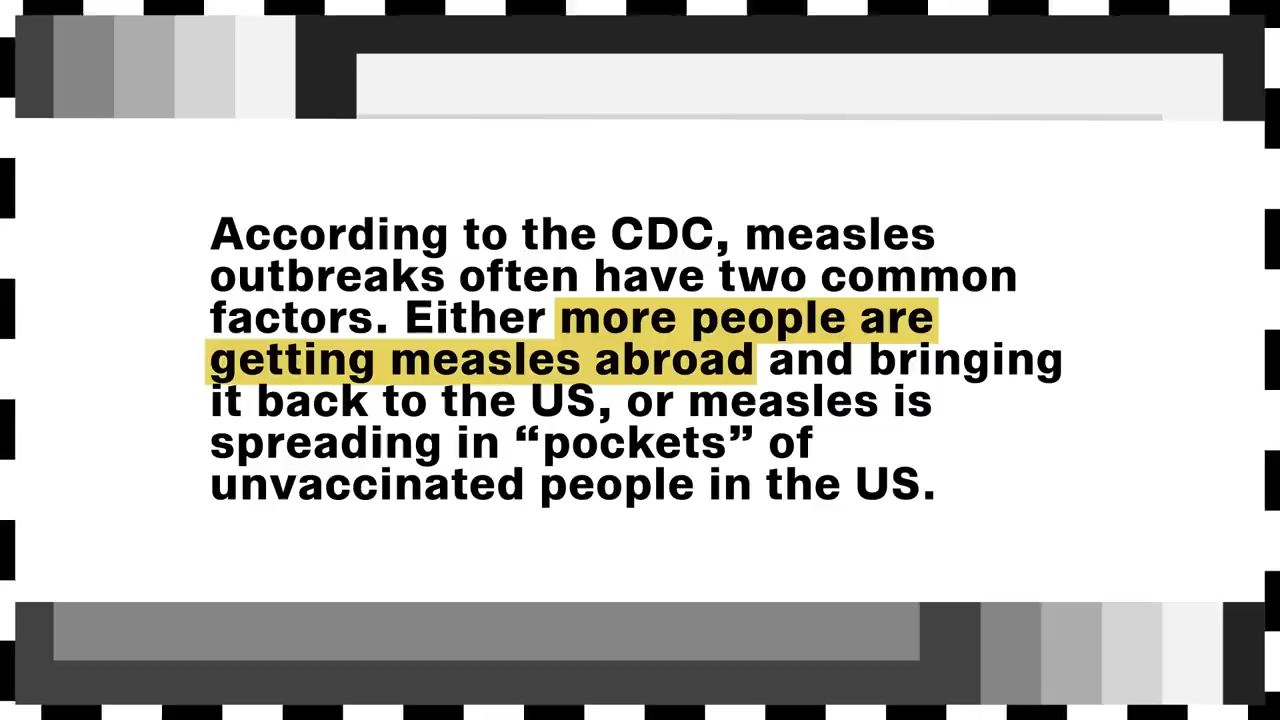 According to the CDC, measles
outbreaks often have two common
factors. Either more people are
getting measles abroad and bringing
it back to the US, or measles is
spreading in “pockets” of
unvaccinated people in the US.